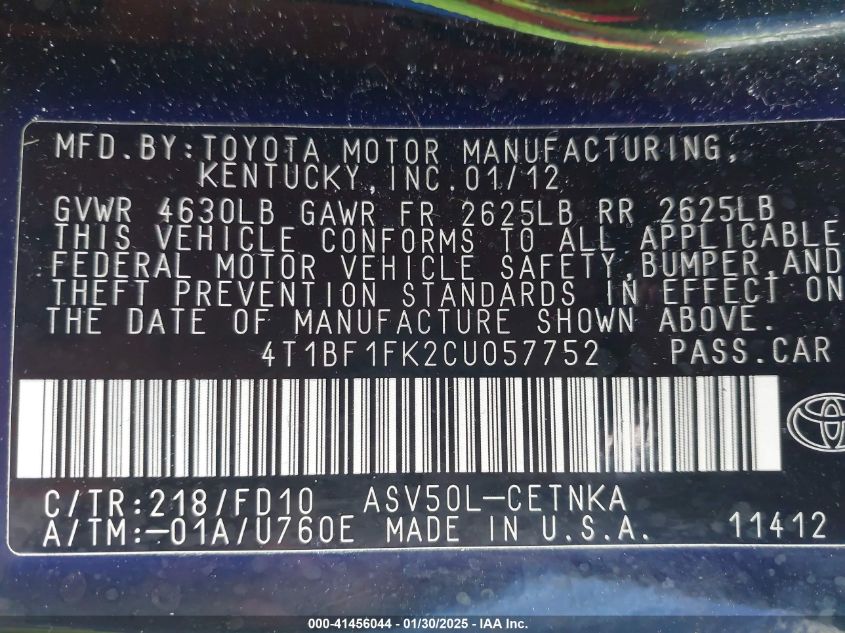 MFD.BY:TOYOTA MOTOR MANUFACTURING,
KENTUCKY,INC.01/12
GVWR 4630LB GAWR FR 2625LB RR 2625LB
THIS VEHICLE CONFORMS TO ALL APPLICABLE
FEDERAL MOTOR VEHICLE SAFETY,BUMPER,AND
THEFT PREVENTION STANDARDS IN EFFECT ON
THE DATE OF MANUFACTURE SHOWN ABOVE.
4T1BF1FK2CU057752 PASS.CAR
C/TR:218/FD10 ASV50L-CETNKA
A/TM:-01A/U760E MADE IN U.S.A. 11412
000-41456044 - 01/30/2025 - IAA Inc.